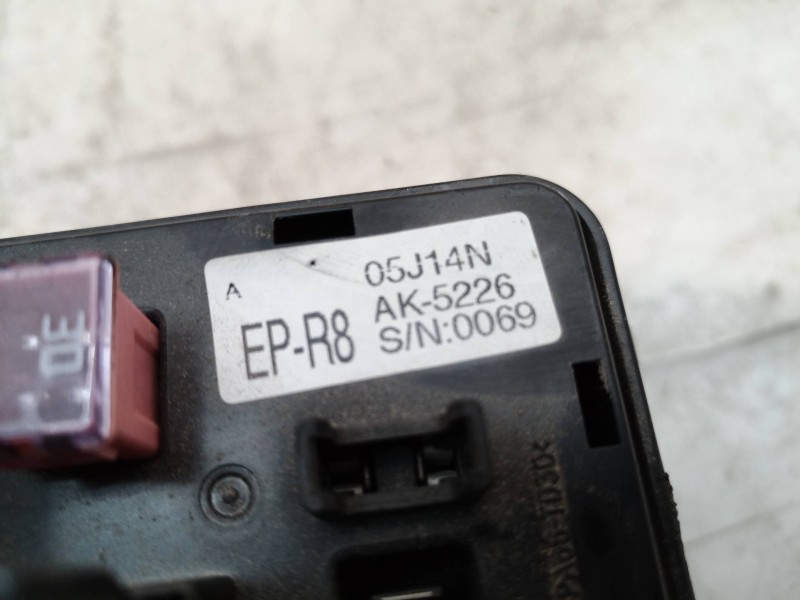 A
05J14N
EP-R8
AK-5226
S/N:0069
30